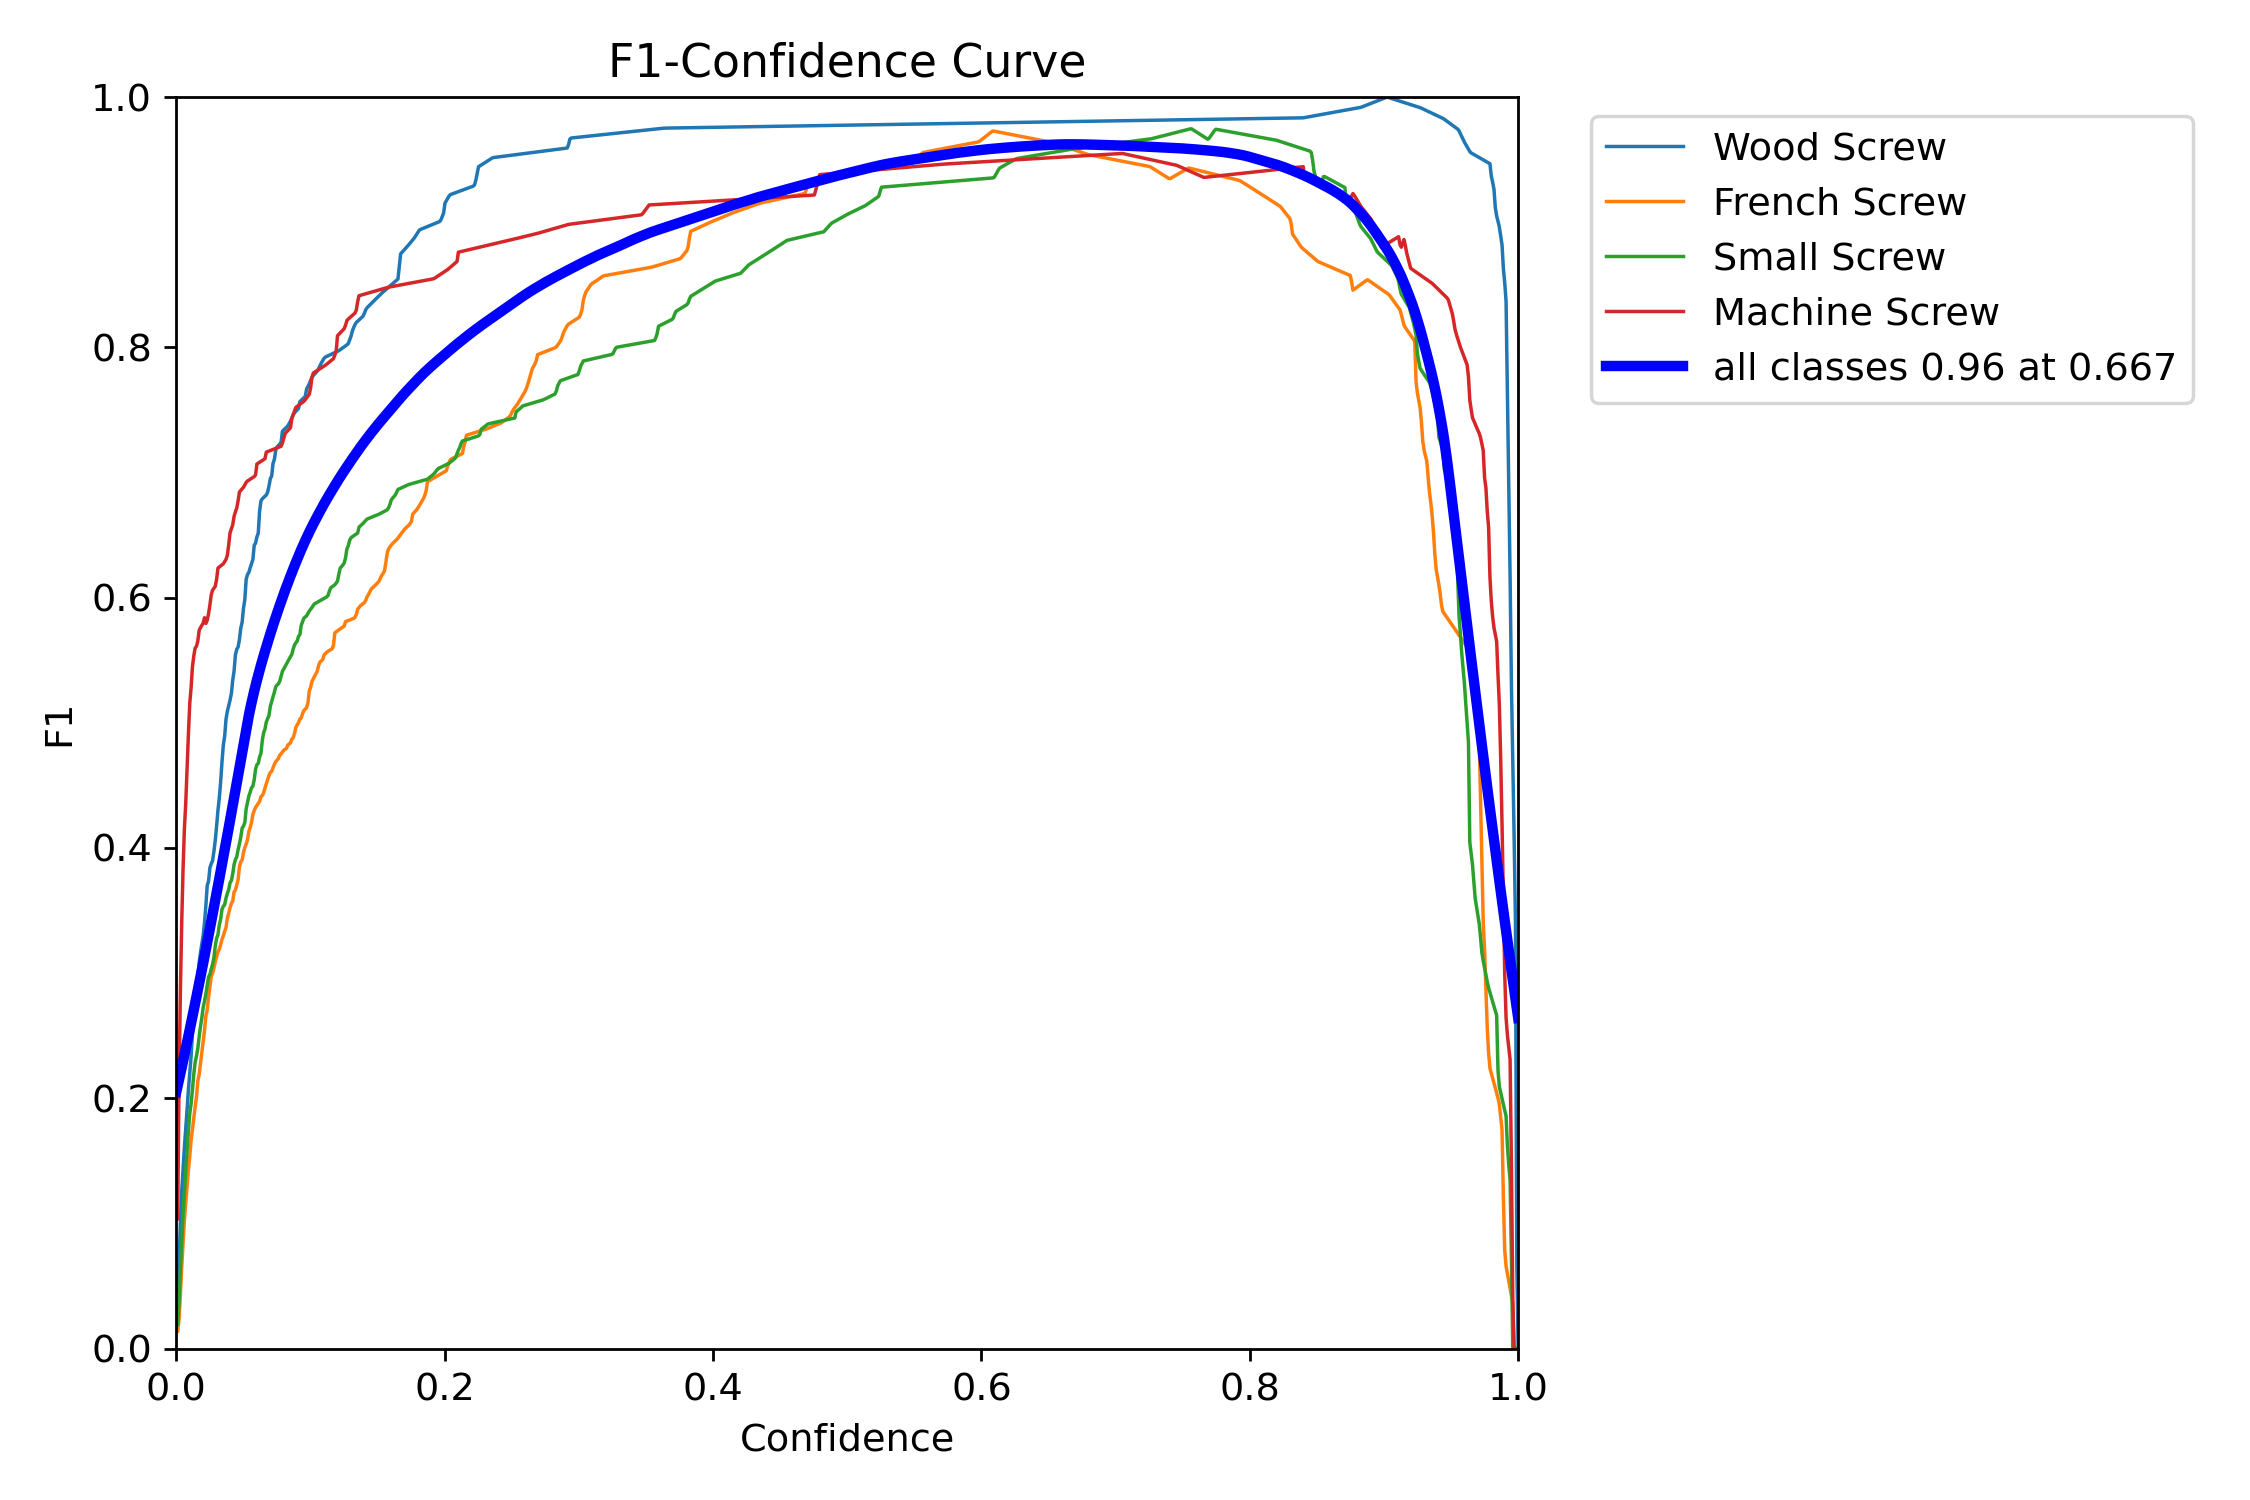 F1-Confidence Curve
1.0
0.8
0.6
0.4
0.2
0.0
F1
0.0 0.2 0.4 0.6 0.8 1.0
Confidence
Wood Screw
French Screw
Small Screw
Machine Screw
all classes 0.96 at 0.667